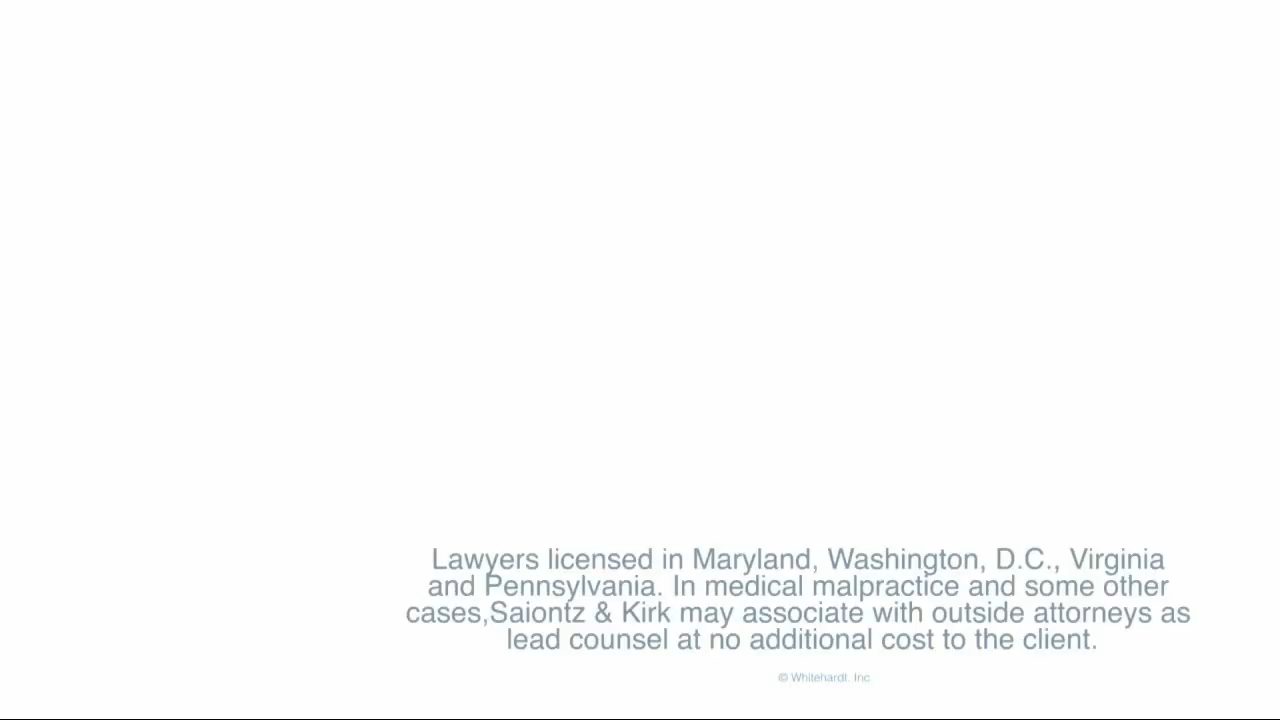 Lawyers licensed in Maryland, Washington, D.C., Virginia
and Pennsylvania. In medical malpractice and some other
cases,Saiontz & Kirk may associate with outside attorneys as
lead counsel at no additional cost to the client.
© Whitehardt, Inc